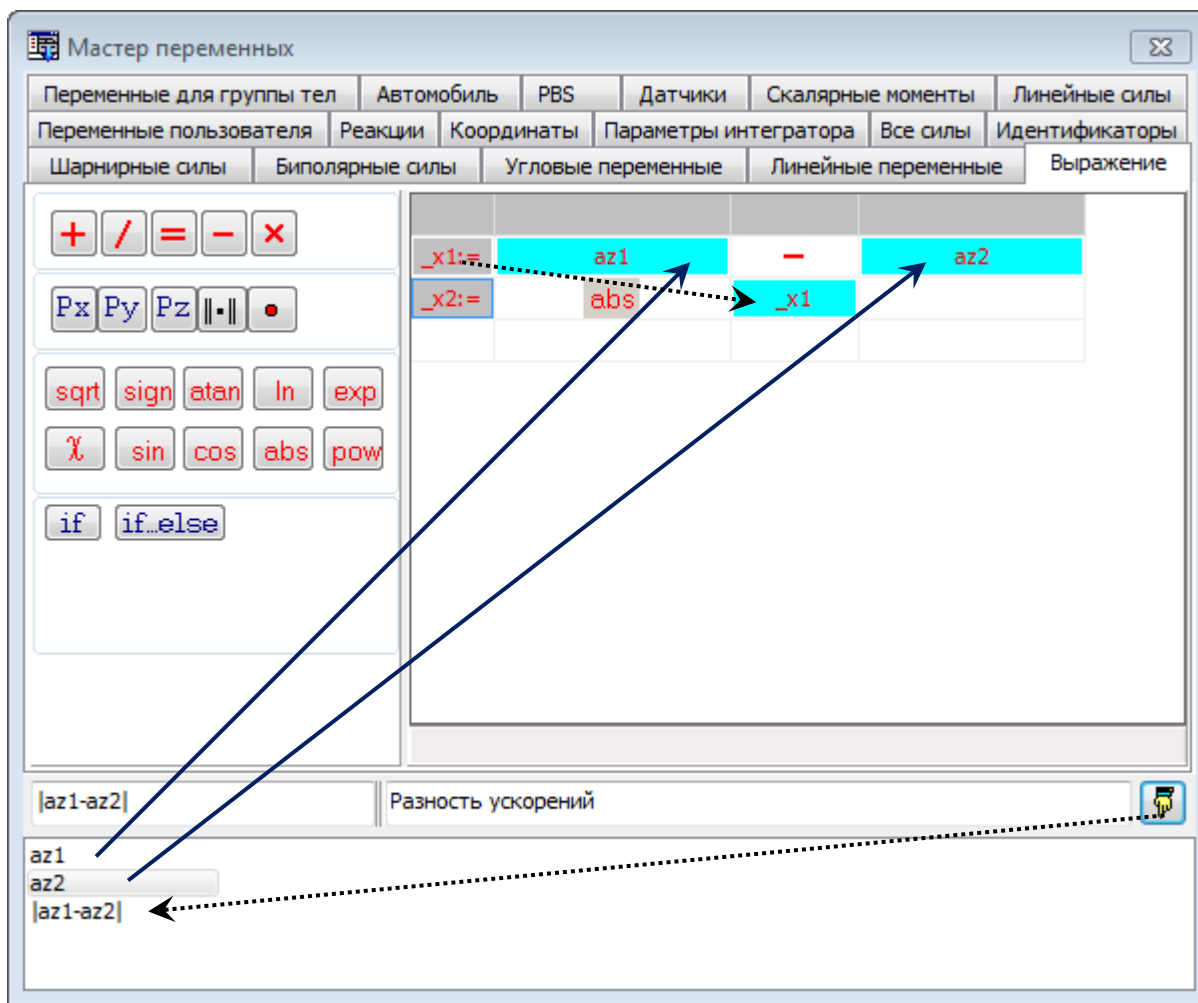 Мастер переменных
Переменные для группы тел Автомобиль PBS Датчики Скалярные моменты Линейные силы
Переменные пользователя Реакции Координаты Параметры интегратора Все силы Идентификаторы
Шарнирные силы Биполярные силы Угловые переменные Линейные переменные Выражение
+ / = − ×
_x1:= az1 − az2
_x2:= abs _x1
Px Py Pz ‖▪‖ •
sqrt sign atan ln exp
χ sin cos abs pow
if if…else
|az1-az2| Разность ускорений
az1
az2
|az1-az2|